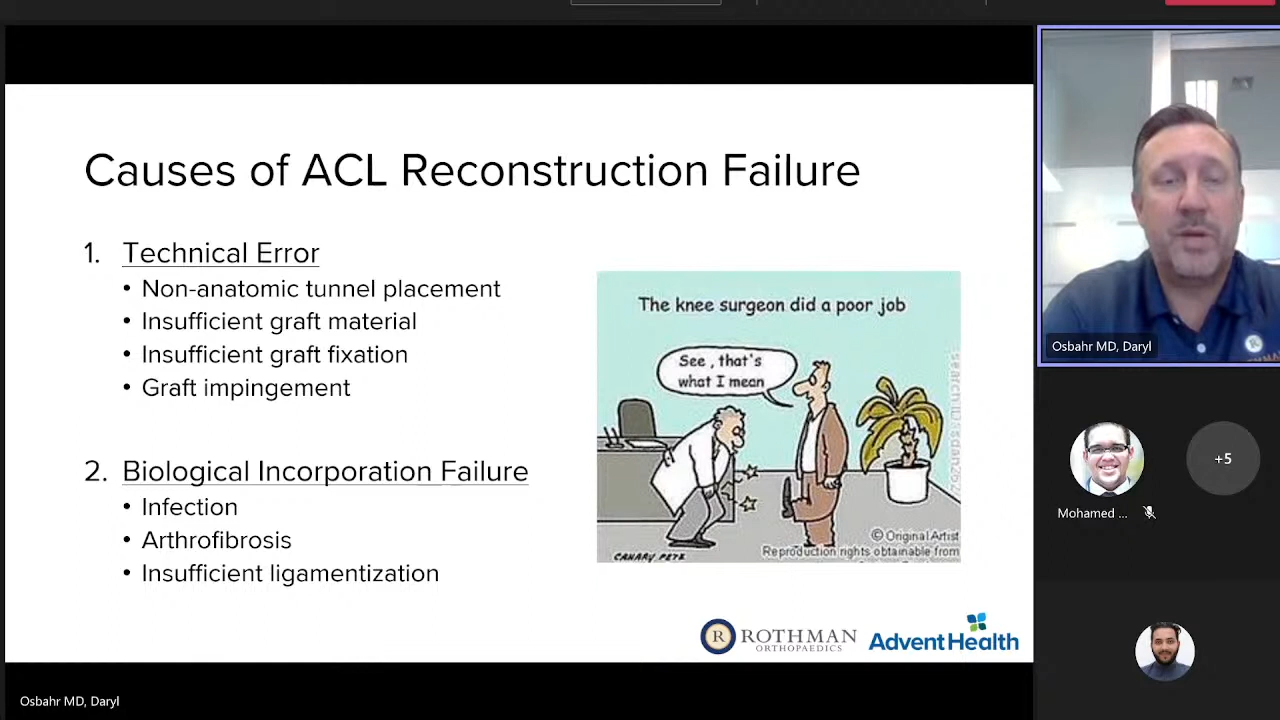 Causes of ACL Reconstruction Failure
1. Technical Error
• Non-anatomic tunnel placement
• Insufficient graft material
• Insufficient graft fixation
• Graft impingement
2. Biological Incorporation Failure
• Infection
• Arthrofibrosis
• Insufficient ligamentization
The knee surgeon did a poor job
See, that's
what I mean
© Original Artist
Reproduction rights obtainable from
CANARY PETE
R ROTHMAN
ORTHOPAEDICS
AdventHealth
Osbahr MD, Daryl
Mohamed ...
+5
Osbahr MD, Daryl